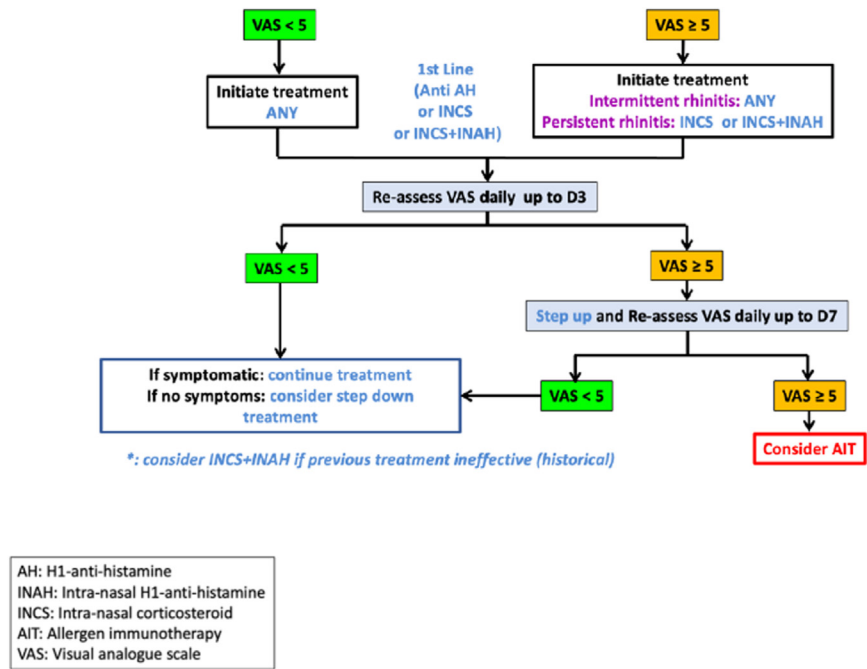 VAS < 5
VAS ≥ 5
Initiate treatment
ANY
1st Line
(Anti AH
or INCS
or INCS+INAH)
Initiate treatment
Intermittent rhinitis: ANY
Persistent rhinitis: INCS or INCS+INAH
Re-assess VAS daily up to D3
VAS < 5
VAS ≥ 5
Step up and Re-assess VAS daily up to D7
If symptomatic: continue treatment
If no symptoms: consider step down
treatment
VAS < 5
VAS ≥ 5
Consider AIT
*: consider INCS+INAH if previous treatment ineffective (historical)
AH: H1-anti-histamine
INAH: Intra-nasal H1-anti-histamine
INCS: Intra-nasal corticosteroid
AIT: Allergen immunotherapy
VAS: Visual analogue scale